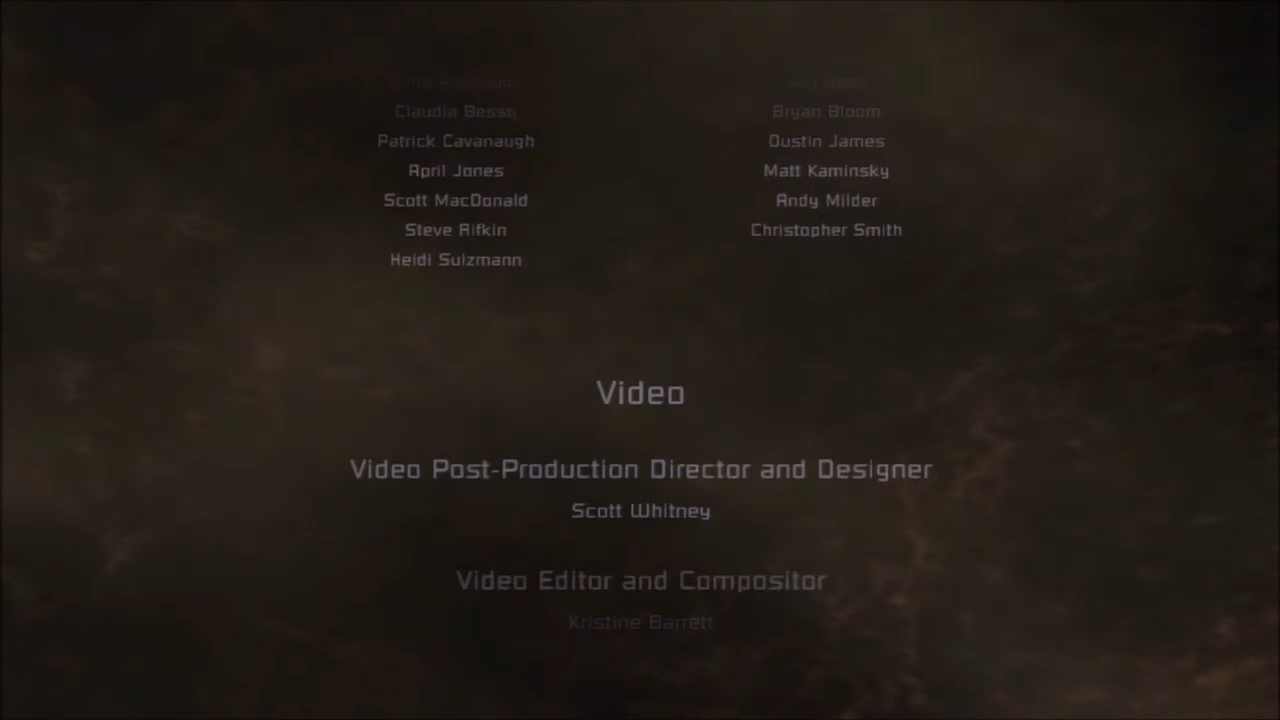 Claudia Besso
Bryan Bloom
Patrick Cavanaugh
Dustin James
April Jones
Matt Kaminsky
Scott MacDonald
Andy Milder
Steve Rifkin
Christopher Smith
Heidi Sulzmann
Video
Video Post-Production Director and Designer
Scott Whitney
Video Editor and Compositor
Kristine Barrett